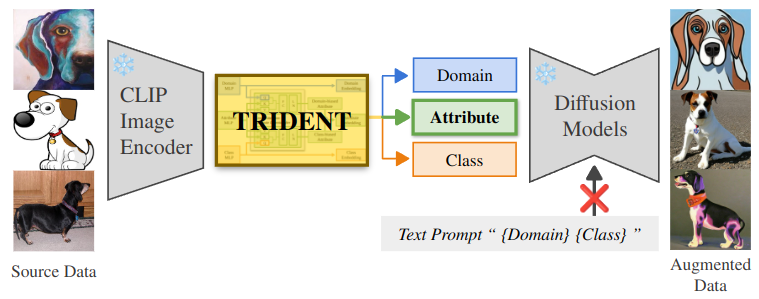 CLIP
Image
Encoder
TRIDENT
Domain
Attribute
Class
Diffusion
Models
Text Prompt “ {Domain} {Class} ”
Source Data
Augmented
Data